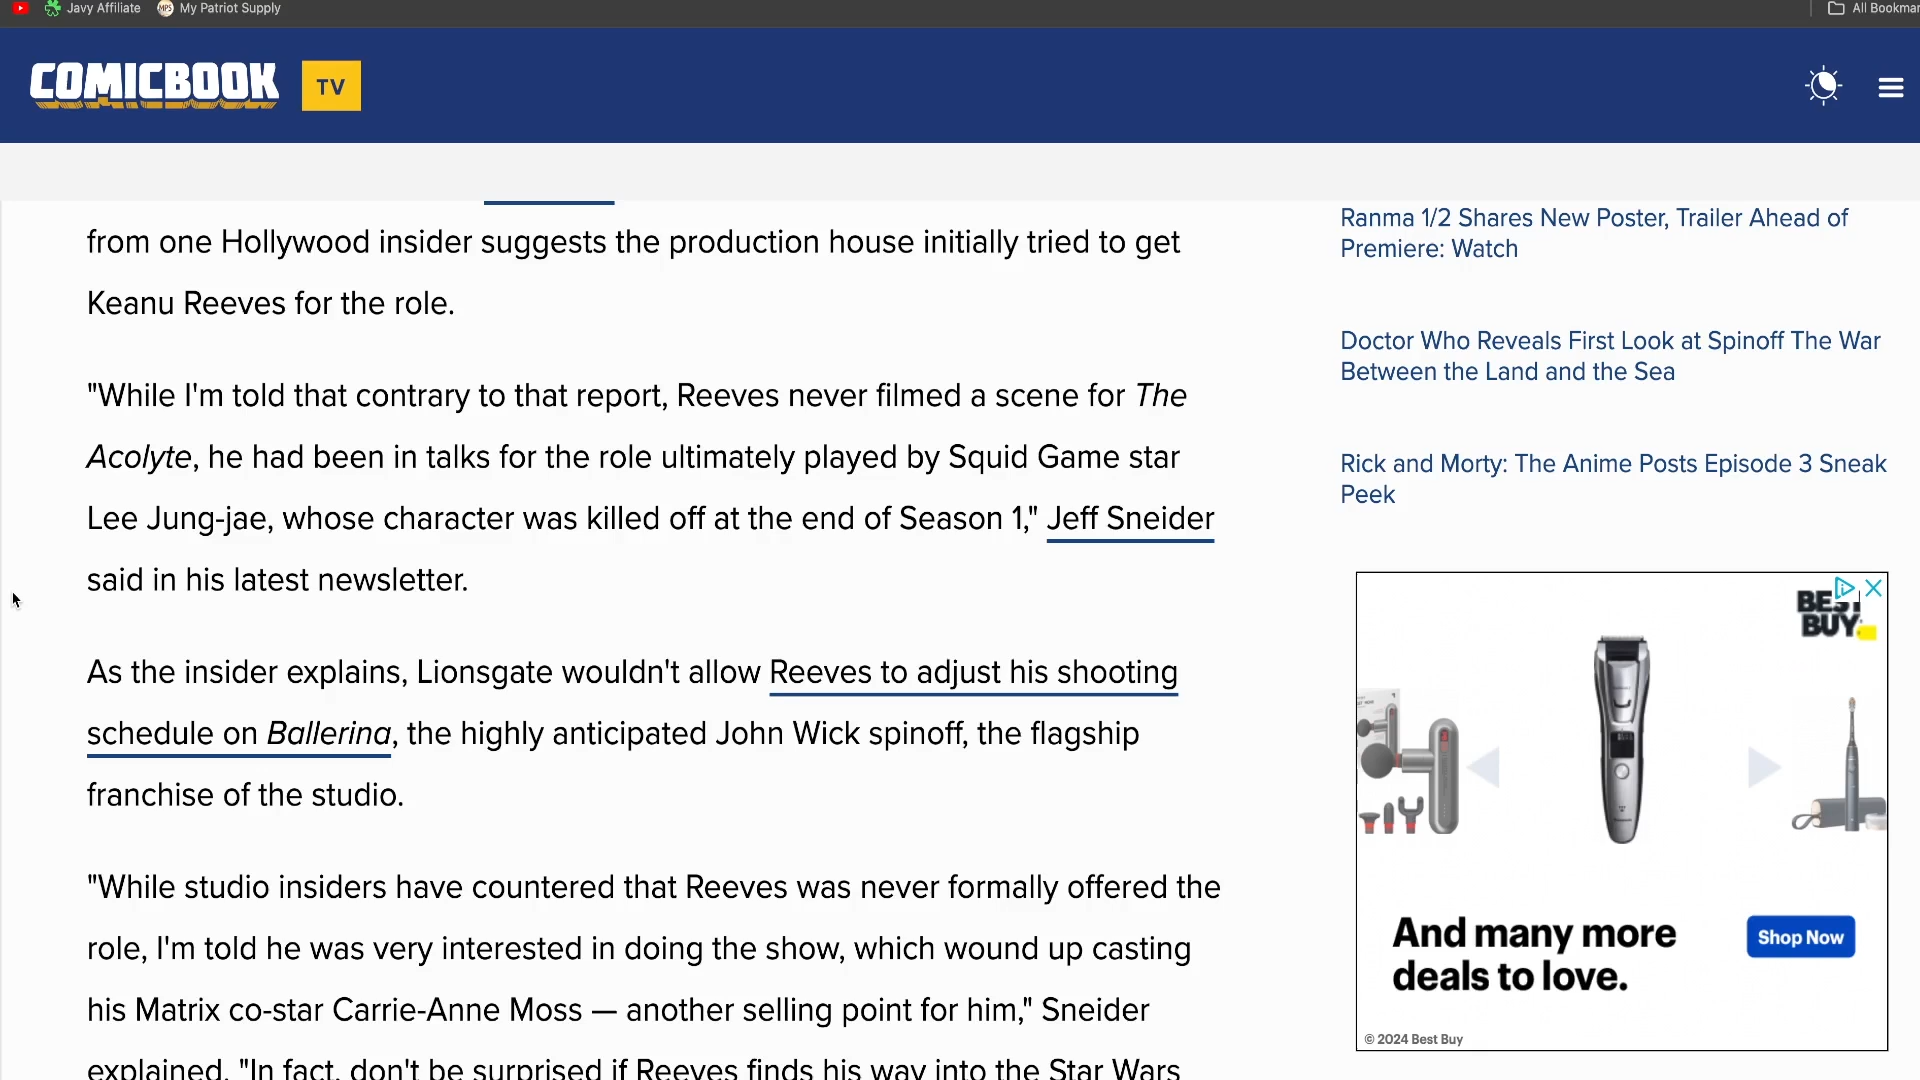 Javy Affiliate
My Patriot Supply
All Bookmar
COMICBOOK
TV
from one Hollywood insider suggests the production house initially tried to get
Keanu Reeves for the role.
"While I'm told that contrary to that report, Reeves never filmed a scene for The
Acolyte, he had been in talks for the role ultimately played by Squid Game star
Lee Jung-jae, whose character was killed off at the end of Season 1," Jeff Sneider
said in his latest newsletter.
As the insider explains, Lionsgate wouldn't allow Reeves to adjust his shooting
schedule on Ballerina, the highly anticipated John Wick spinoff, the flagship
franchise of the studio.
"While studio insiders have countered that Reeves was never formally offered the
role, I'm told he was very interested in doing the show, which wound up casting
his Matrix co-star Carrie-Anne Moss — another selling point for him," Sneider
explained. "In fact, don't be surprised if Reeves finds his way into the Star Wars
Ranma 1/2 Shares New Poster, Trailer Ahead of
Premiere: Watch
Doctor Who Reveals First Look at Spinoff The War
Between the Land and the Sea
Rick and Morty: The Anime Posts Episode 3 Sneak
Peek
BEST
BUY
And many more
deals to love.
Shop Now
© 2024 Best Buy